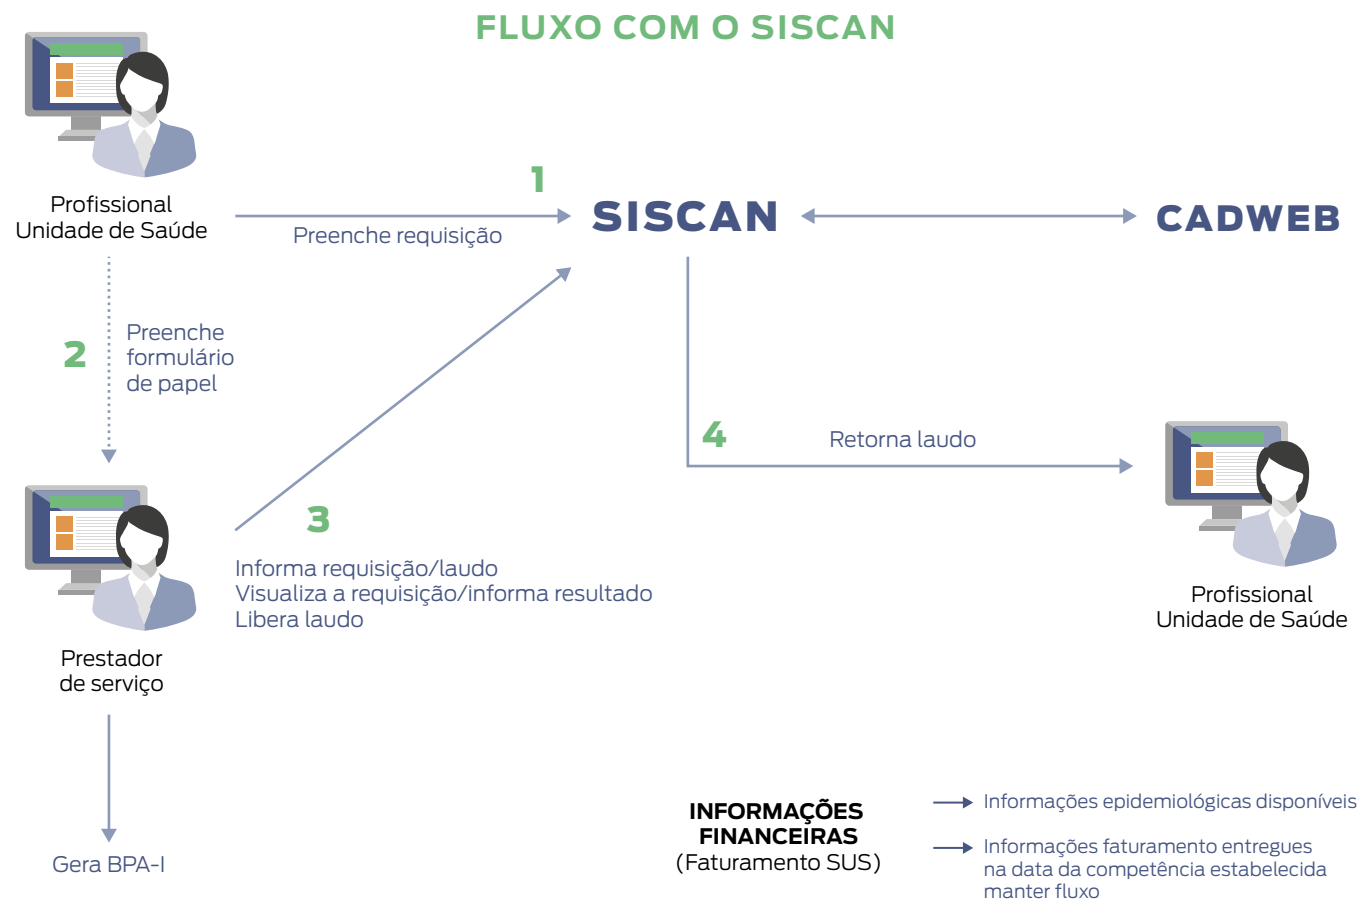 FLUXO COM O SISCAN
Profissional
Unidade de Saúde
1
Preenche requisição
SISCAN
CADWEB
2
Preenche
formulário
de papel
3
Informa requisição/laudo
Visualiza a requisição/informa resultado
Libera laudo
4
Retorna laudo
Profissional
Unidade de Saúde
Prestador
de serviço
Gera BPA-I
INFORMAÇÕES
FINANCEIRAS
(Faturamento SUS)
Informações epidemiológicas disponíveis
Informações faturamento entregues
na data da competência estabelecida
manter fluxo